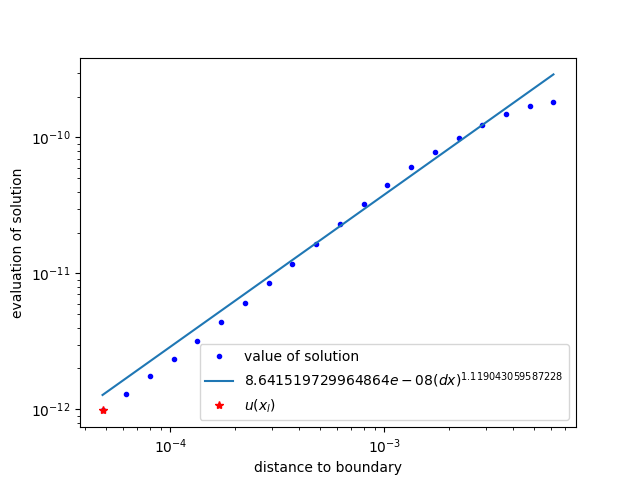 10⁻¹⁰
10⁻¹¹
10⁻¹²
evaluation of solution
value of solution
8.641519729964864e − 08(dx)^1.119043059587228
u(x_l)
10⁻⁴
10⁻³
distance to boundary